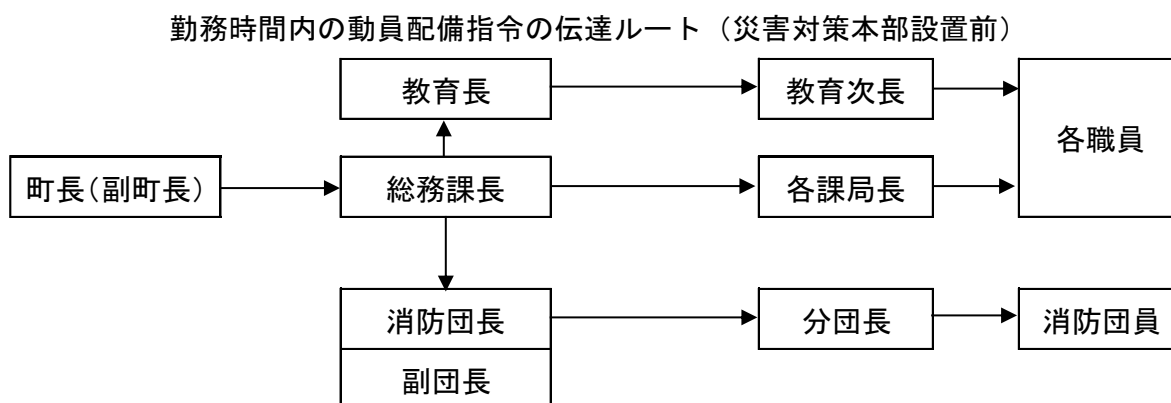 勤務時間内の動員配備指令の伝達ルート（災害対策本部設置前）
教育長
教育次長
各職員
町長（副町長）
総務課長
各課局長
消防団長
分団長
消防団員
副団長